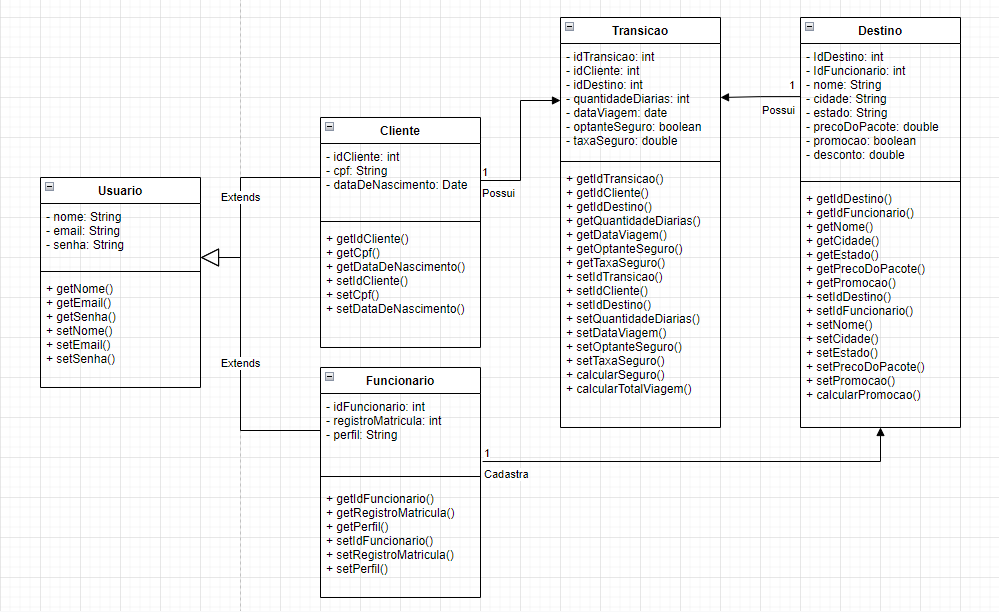 Usuario
- nome: String
- email: String
- senha: String
+ getNome()
+ getEmail()
+ getSenha()
+ setNome()
+ setEmail()
+ setSenha()
Extends
Extends
Cliente
- idCliente: int
- cpf: String
- dataDeNascimento: Date
+ getIdCliente()
+ getCpf()
+ getDataDeNascimento()
+ setIdCliente()
+ setCpf()
+ setDataDeNascimento()
1
Possui
Funcionario
- idFuncionario: int
- registroMatricula: int
- perfil: String
+ getIdFuncionario()
+ getRegistroMatricula()
+ getPerfil()
+ setIdFuncionario()
+ setRegistroMatricula()
+ setPerfil()
1
Cadastra
Transicao
- idTransicao: int
- idCliente: int
- idDestino: int
- quantidadeDiarias: int
- dataViagem: date
- optanteSeguro: boolean
- taxaSeguro: double
+ getIdTransicao()
+ getIdCliente()
+ getIdDestino()
+ getQuantidadeDiarias()
+ getDataViagem()
+ getOptanteSeguro()
+ getTaxaSeguro()
+ setIdTransicao()
+ setIdCliente()
+ setIdDestino()
+ setQuantidadeDiarias()
+ setDataViagem()
+ setOptanteSeguro()
+ setTaxaSeguro()
+ calcularSeguro()
+ calcularTotalViagem()
1
Possui
Destino
- IdDestino: int
- IdFuncionario: int
- nome: String
- cidade: String
- estado: String
- precoDoPacote: double
- promocao: boolean
- desconto: double
+ getIdDestino()
+ getIdFuncionario()
+ getNome()
+ getCidade()
+ getEstado()
+ getPrecoDoPacote()
+ getPromocao()
+ setIdDestino()
+ setIdFuncionario()
+ setNome()
+ setCidade()
+ setEstado()
+ setPrecoDoPacote()
+ setPromocao()
+ calcularPromocao()